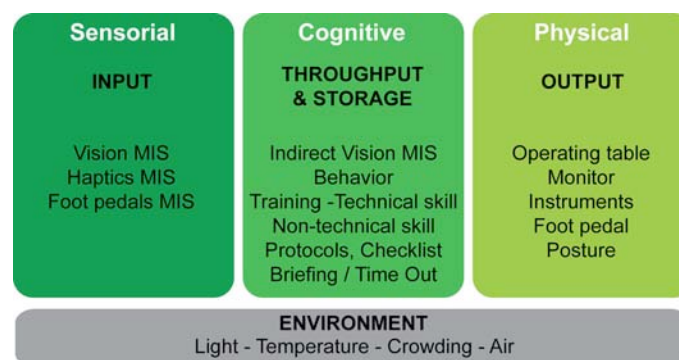 Sensorial
INPUT
Vision MIS
Haptics MIS
Foot pedals MIS
Cognitive
THROUGHPUT
& STORAGE
Indirect Vision MIS
Behavior
Training -Technical skill
Non-technical skill
Protocols, Checklist
Briefing / Time Out
Physical
OUTPUT
Operating table
Monitor
Instruments
Foot pedal
Posture
ENVIRONMENT
Light - Temperature - Crowding - Air